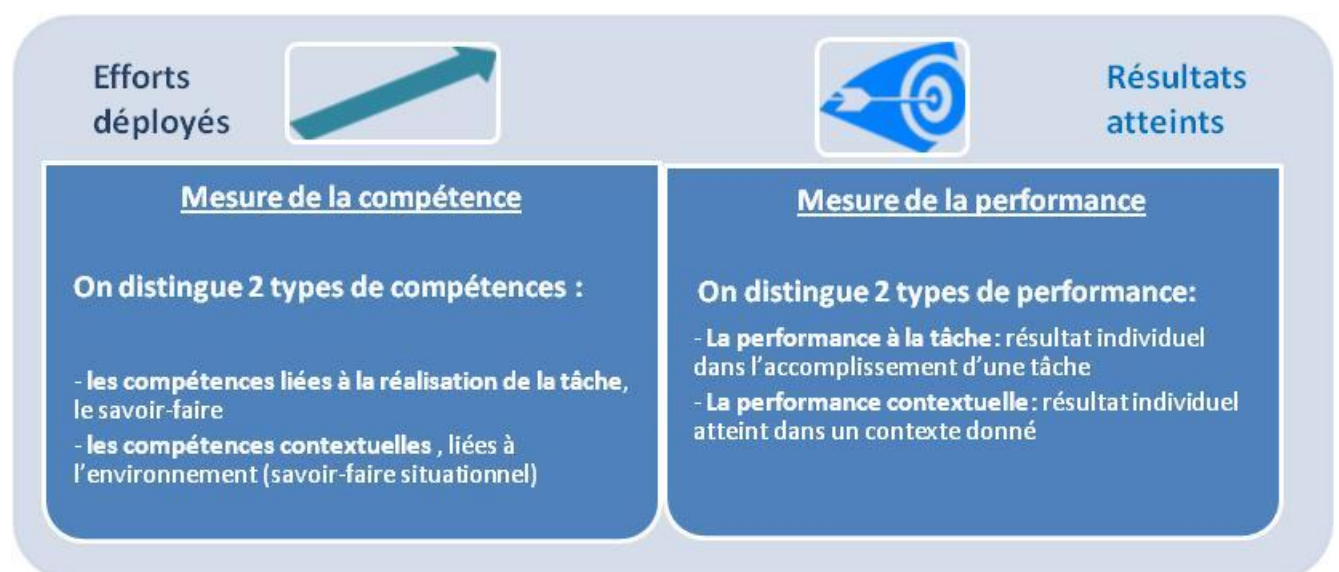 Efforts
déployés
Résultats
atteints
Mesure de la compétence
On distingue 2 types de compétences :
- les compétences liées à la réalisation de la tâche,
le savoir-faire
- les compétences contextuelles , liées à
l'environnement (savoir-faire situationnel)
Mesure de la performance
On distingue 2 types de performance:
- La performance à la tâche: résultat individuel
dans l'accomplissement d'une tâche
- La performance contextuelle: résultat individuel
atteint dans un contexte donné